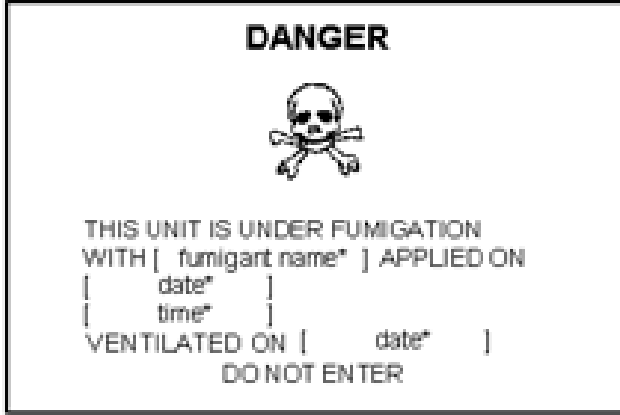 DANGER
THIS UNIT IS UNDER FUMIGATION
WITH [ fumigant name* ] APPLIED ON
[ date* ]
[ time* ]
VENTILATED ON [ date* ]
DO NOT ENTER